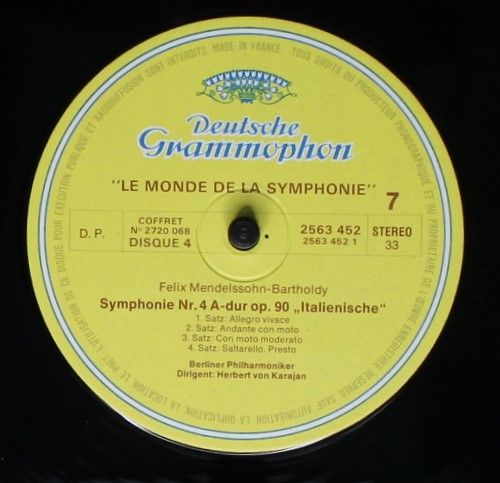 MADE IN FRANCE. TOUS DROITS DU PRODUCTEUR PHONOGRAPHIQUE ET DU PROPRIETAIRE DE L'ŒUVRE ENREGISTREE RESERVES. SAUF AUTORISATION LA DUPLICATION, LA LOCATION, LE PRET, L'UTILISATION DE CE DISQUE POUR EXECUTION PUBLIQUE ET RADIODIFFUSION SONT INTERDITS.
Deutsche
Grammophon
"LE MONDE DE LA SYMPHONIE" 7
D. P.
COFFRET
N° 2720 068
DISQUE 4
2563 452
2563 452 1
STEREO
33
Felix Mendelssohn-Bartholdy
Symphonie Nr. 4 A-dur op. 90 „Italienische“
1. Satz: Allegro vivace
2. Satz: Andante con moto
3. Satz: Con moto moderato
4. Satz: Saltarello. Presto
Berliner Philharmoniker
Dirigent: Herbert von Karajan